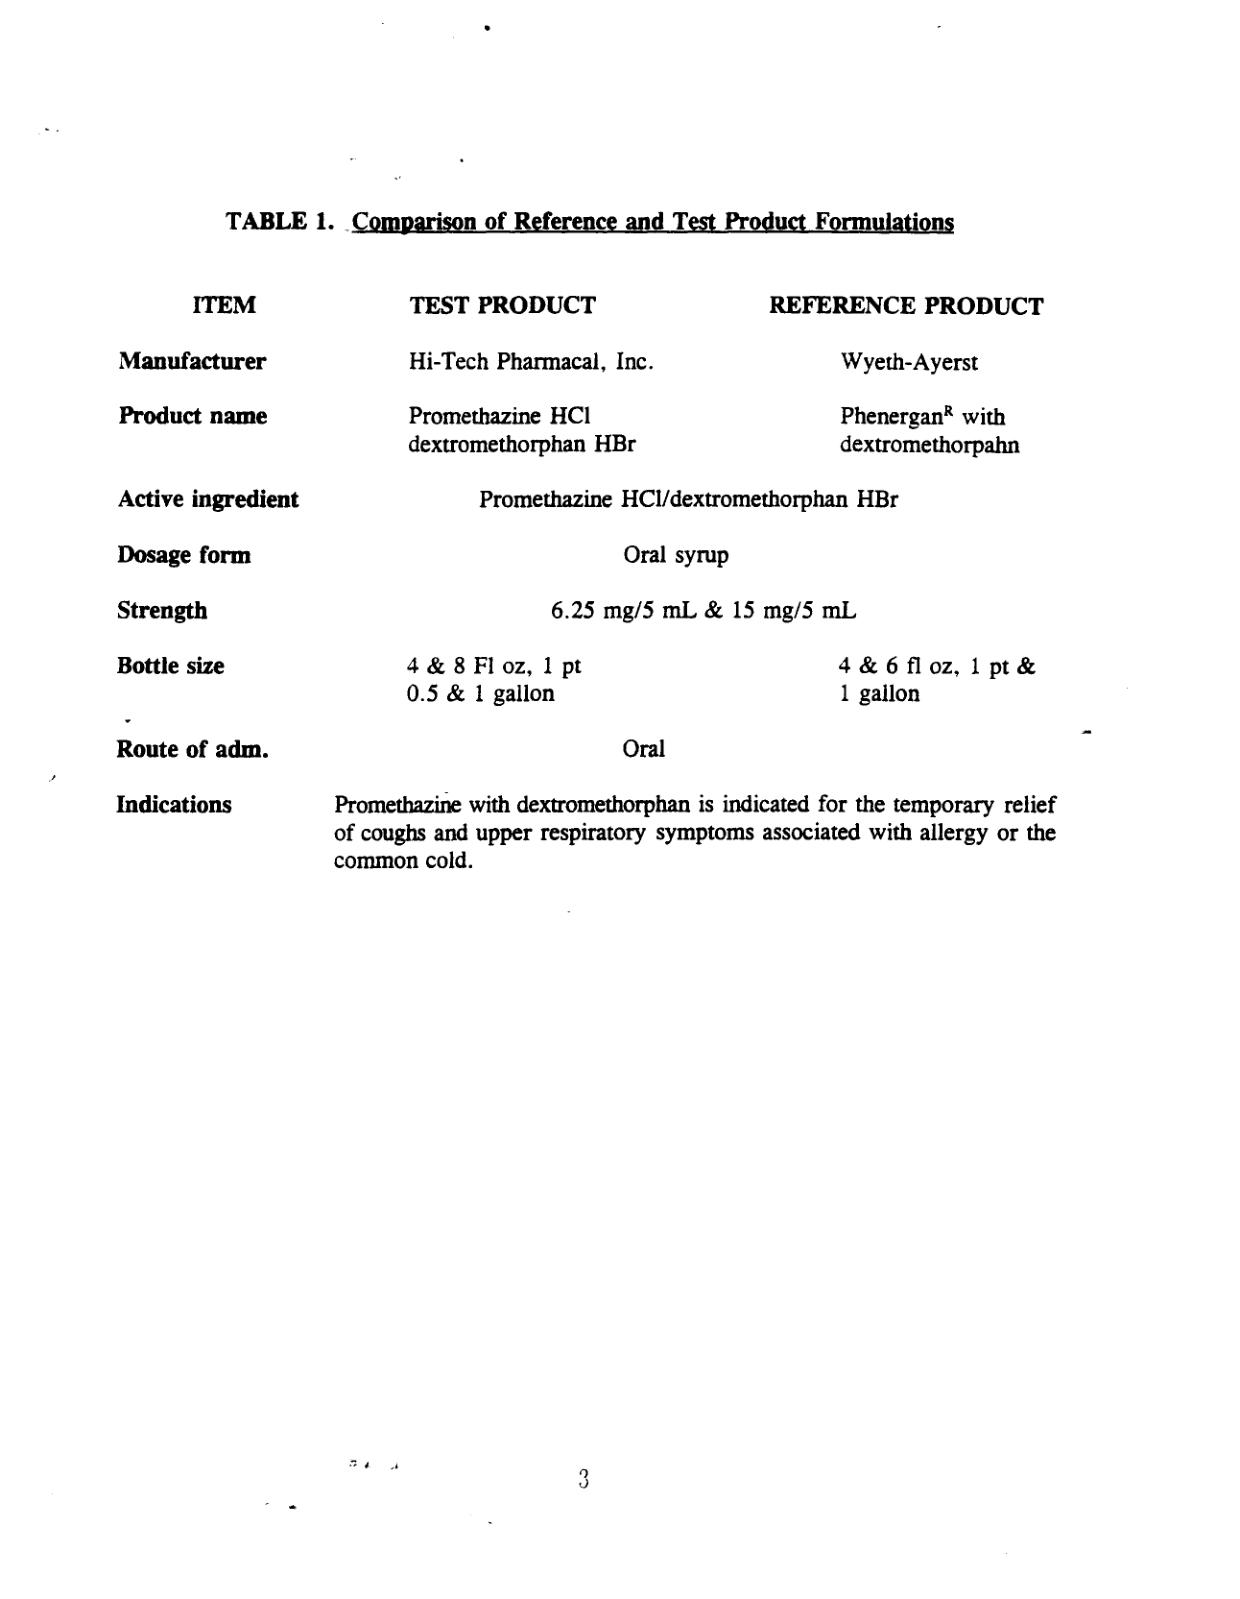 TABLE 1. Comparison of Reference and Test Product Formulations
ITEM TEST PRODUCT REFERENCE PRODUCT
Manufacturer Hi-Tech Pharmacal, Inc. Wyeth-Ayerst
Product name Promethazine HCl Phenergan^R with
dextromethorphan HBr dextromethorpahn
Active ingredient Promethazine HCl/dextromethorphan HBr
Dosage form Oral syrup
Strength 6.25 mg/5 mL & 15 mg/5 mL
Bottle size 4 & 8 Fl oz, 1 pt 4 & 6 fl oz, 1 pt &
0.5 & 1 gallon 1 gallon
Route of adm. Oral
Indications Promethazine with dextromethorphan is indicated for the temporary relief
of coughs and upper respiratory symptoms associated with allergy or the
common cold.
3